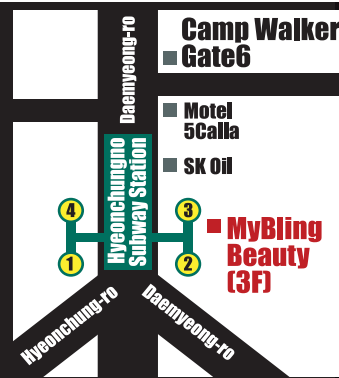 Camp Walker
Gate6
Daemyeong-ro
Motel
5Calla
SK Oil
Hyeonchungno
Subway Station
4
3
1
2
MyBling
Beauty
(3F)
Hyeonchung-ro
Daemyeong-ro